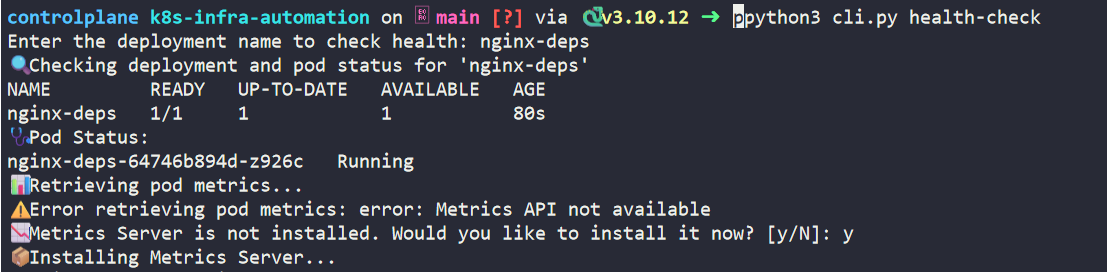 controlplane k8s-infra-automation on main [?] via v3.10.12 → ppython3 cli.py health-check
Enter the deployment name to check health: nginx-deps
🔍Checking deployment and pod status for 'nginx-deps'
NAME READY UP-TO-DATE AVAILABLE AGE
nginx-deps 1/1 1 1 80s
🩺Pod Status:
nginx-deps-64746b894d-z926c Running
📊Retrieving pod metrics...
⚠️Error retrieving pod metrics: error: Metrics API not available
📉Metrics Server is not installed. Would you like to install it now? [y/N]: y
📦Installing Metrics Server...